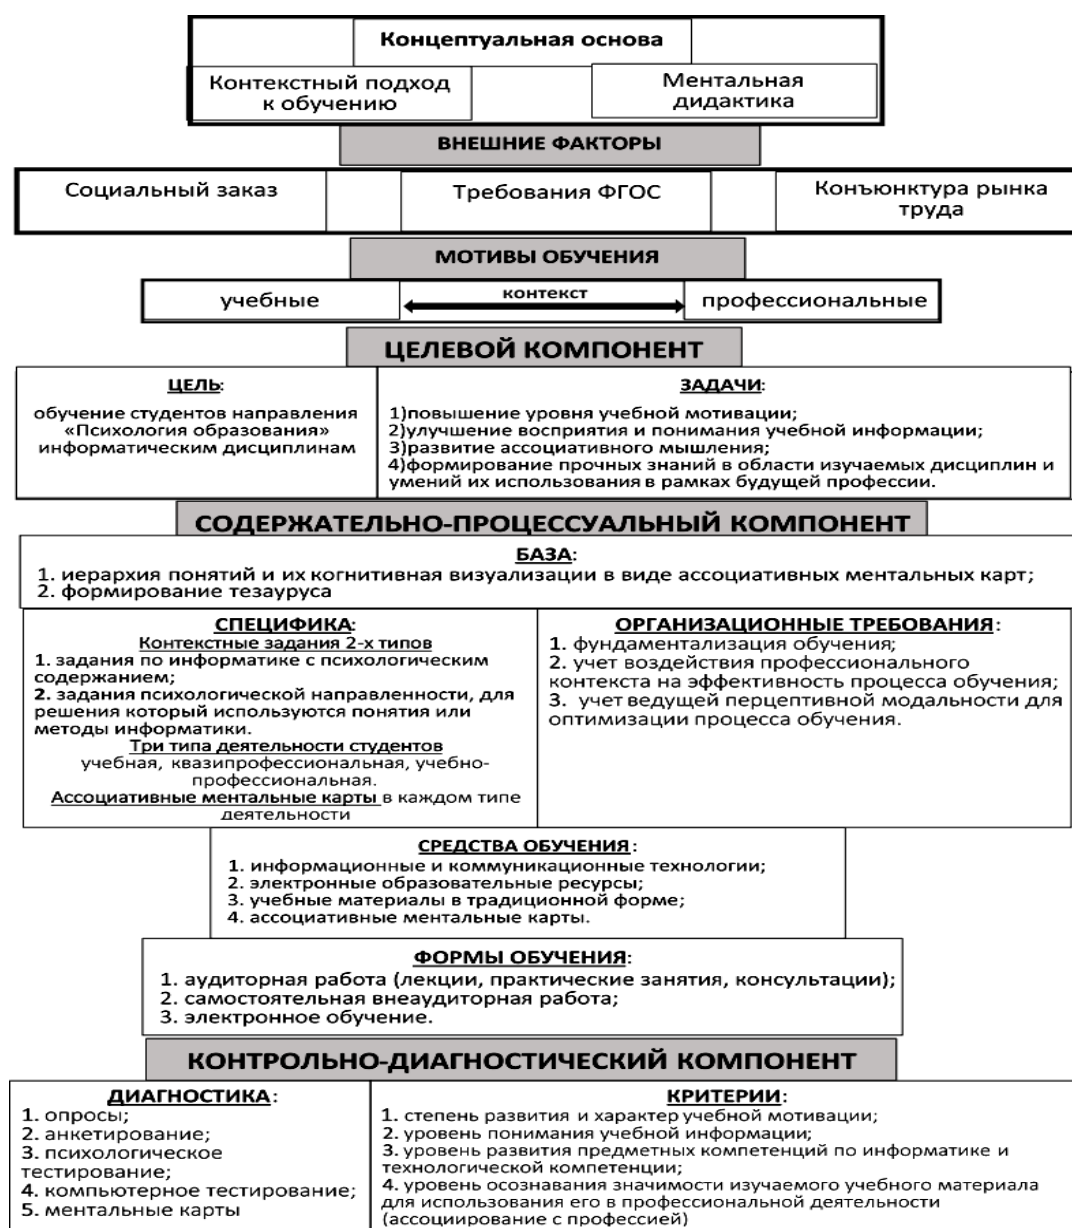 Концептуальная основа
Контекстный подход
к обучению
Ментальная
дидактика
ВНЕШНИЕ ФАКТОРЫ
Социальный заказ
Требования ФГОС
Конъюнктура рынка
труда
МОТИВЫ ОБУЧЕНИЯ
учебные
контекст
профессиональные
ЦЕЛЕВОЙ КОМПОНЕНТ
ЦЕЛЬ:
обучение студентов направления
«Психология образования»
информатическим дисциплинам
ЗАДАЧИ:
1)повышение уровня учебной мотивации;
2)улучшение восприятия и понимания учебной информации;
3)развитие ассоциативного мышления;
4)формирование прочных знаний в области изучаемых дисциплин и
умений их использования в рамках будущей профессии.
СОДЕРЖАТЕЛЬНО-ПРОЦЕССУАЛЬНЫЙ КОМПОНЕНТ
БАЗА:
1. иерархия понятий и их когнитивная визуализации в виде ассоциативных ментальных карт;
2. формирование тезауруса
СПЕЦИФИКА:
Контекстные задания 2-х типов
1. задания по информатике с психологическим
содержанием;
2. задания психологической направленности, для
решения который используются понятия или
методы информатики.
Три типа деятельности студентов
учебная, квазипрофессиональная, учебно-
профессиональная.
Ассоциативные ментальные карты в каждом типе
деятельности
ОРГАНИЗАЦИОННЫЕ ТРЕБОВАНИЯ:
1. фундаментализация обучения;
2. учет воздействия профессионального
контекста на эффективность процесса обучения;
3. учет ведущей перцептивной модальности для
оптимизации процесса обучения.
СРЕДСТВА ОБУЧЕНИЯ:
1. информационные и коммуникационные технологии;
2. электронные образовательные ресурсы;
3. учебные материалы в традиционной форме;
4. ассоциативные ментальные карты.
ФОРМЫ ОБУЧЕНИЯ:
1. аудиторная работа (лекции, практические занятия, консультации);
2. самостоятельная внеаудиторная работа;
3. электронное обучение.
КОНТРОЛЬНО-ДИАГНОСТИЧЕСКИЙ КОМПОНЕНТ
ДИАГНОСТИКА:
1. опросы;
2. анкетирование;
3. психологическое
тестирование;
4. компьютерное тестирование;
5. ментальные карты
КРИТЕРИИ:
1. степень развития и характер учебной мотивации;
2. уровень понимания учебной информации;
3. уровень развития предметных компетенций по информатике и
технологической компетенции;
4. уровень осознавания значимости изучаемого учебного материала
для использования его в профессиональной деятельности
(ассоциирование с профессией)